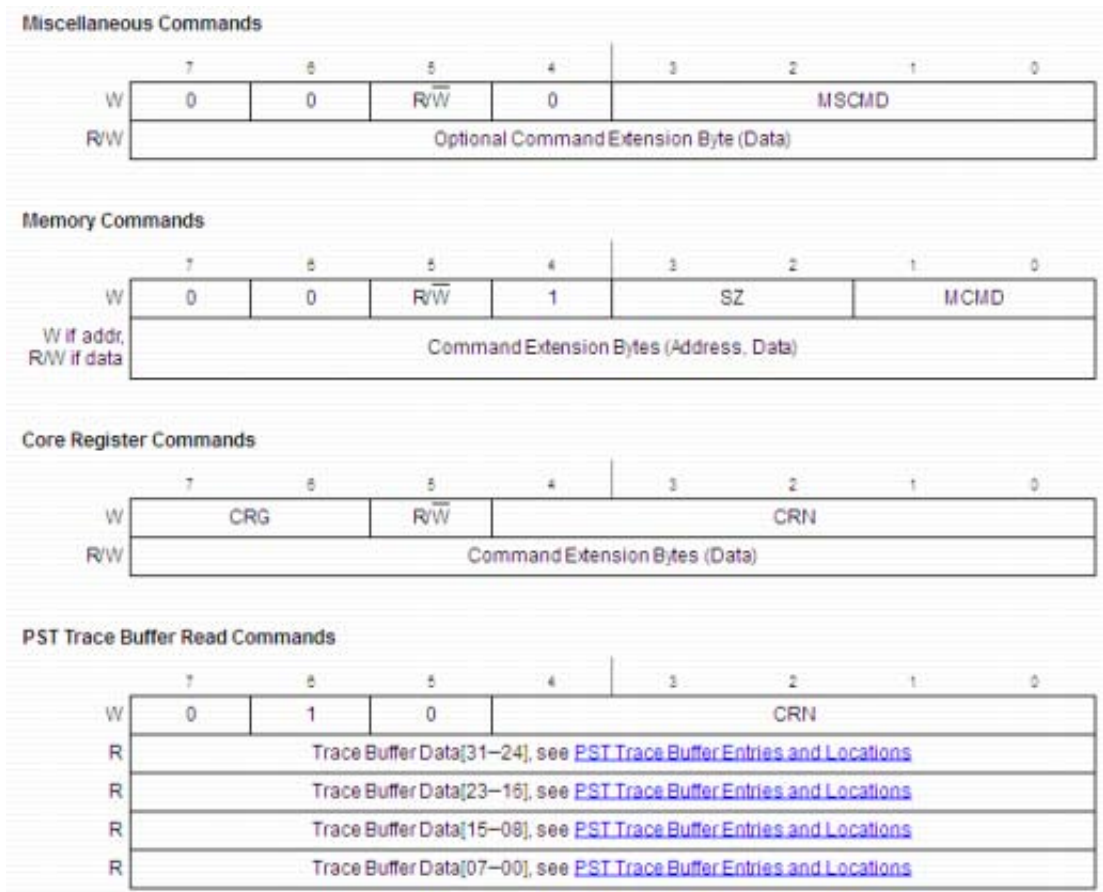 Miscellaneous Commands
7 6 5 4 3 2 1 0
W 0 0 R/W 0 MSCMD
R/W Optional Command Extension Byte (Data)
Memory Commands
7 6 5 4 3 2 1 0
W 0 0 R/W 1 SZ MCMD
W if addr,
R/W if data Command Extension Bytes (Address, Data)
Core Register Commands
7 6 5 4 3 2 1 0
W CRG R/W CRN
R/W Command Extension Bytes (Data)
PST Trace Buffer Read Commands
7 6 5 4 3 2 1 0
W 0 1 0 CRN
R Trace Buffer Data[31–24], see PST Trace Buffer Entries and Locations
R Trace Buffer Data[23–16], see PST Trace Buffer Entries and Locations
R Trace Buffer Data[15–08], see PST Trace Buffer Entries and Locations
R Trace Buffer Data[07–00], see PST Trace Buffer Entries and Locations